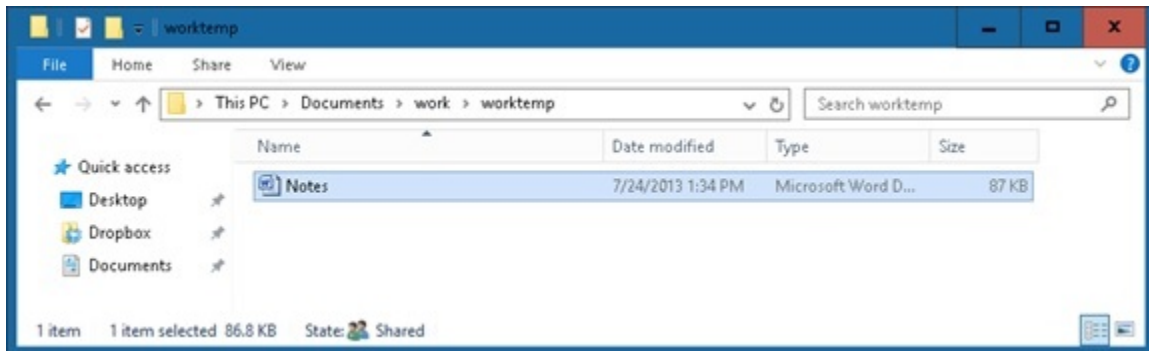 worktemp
File Home Share View
This PC > Documents > work > worktemp Search worktemp
Name Date modified Type Size
Quick access
Notes 7/24/2013 1:34 PM Microsoft Word D... 87 KB
Desktop
Dropbox
Documents
1 item 1 item selected 86.8 KB State: Shared